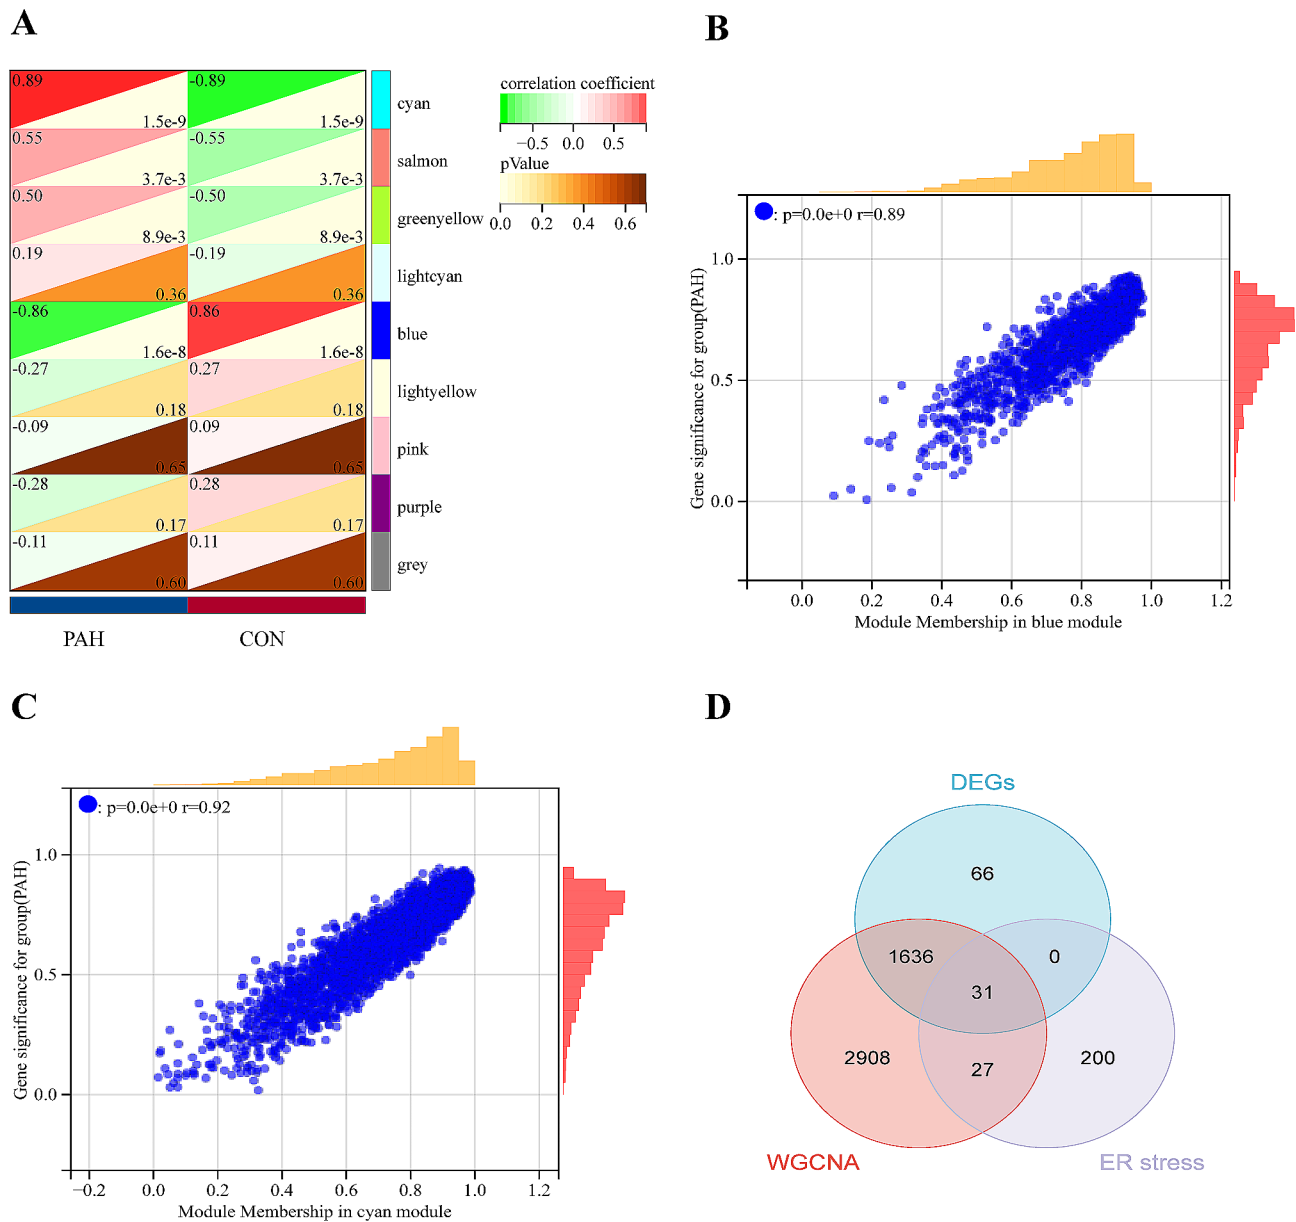 A
0.89
-0.89
1.5e-9
1.5e-9
cyan
0.55
-0.55
3.7e-3
3.7e-3
salmon
0.50
-0.50
8.9e-3
8.9e-3
greenyellow
0.19
-0.19
0.36
0.36
lightcyan
-0.86
0.86
1.6e-8
1.6e-8
blue
-0.27
0.27
0.18
0.18
lightyellow
-0.09
0.09
0.65
0.65
pink
-0.28
0.28
0.17
0.17
purple
-0.11
0.11
0.60
0.60
grey
PAH
CON
correlation coefficient
−0.5
0.0
0.5
pValue
0.0
0.2
0.4
0.6
B
: p=0.0e+0 r=0.89
Gene significance for group(PAH)
1.0
0.5
0.0
0.0
0.2
0.4
0.6
0.8
1.0
1.2
Module Membership in blue module
C
: p=0.0e+0 r=0.92
Gene significance for group(PAH)
1.0
0.5
0.0
−0.2
0.0
0.2
0.4
0.6
0.8
1.0
1.2
Module Membership in cyan module
D
DEGs
66
1636
0
31
2908
27
200
WGCNA
ER stress